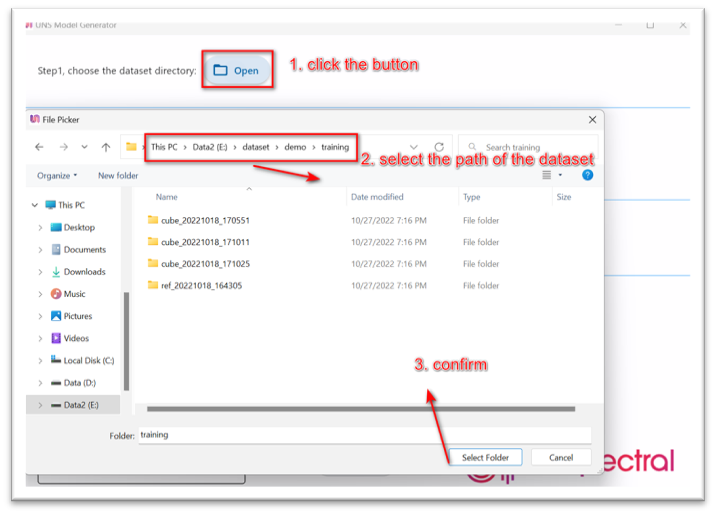 UNS Model Generator
Step1, choose the dataset directory: Open
1. click the button
File Picker
This PC > Data2 (E:) > dataset > demo > training
Search training
2. select the path of the dataset
Organize
New folder
Name Date modified Type Size
This PC
Desktop
Documents
Downloads
Music
Pictures
Videos
Local Disk (C:)
Data (D:)
Data2 (E:)
cube_20221018_170551 10/27/2022 7:16 PM File folder
cube_20221018_171011 10/27/2022 7:16 PM File folder
cube_20221018_171025 10/27/2022 7:16 PM File folder
ref_20221018_164305 10/27/2022 7:16 PM File folder
3. confirm
Folder: training
Select Folder Cancel
ectral